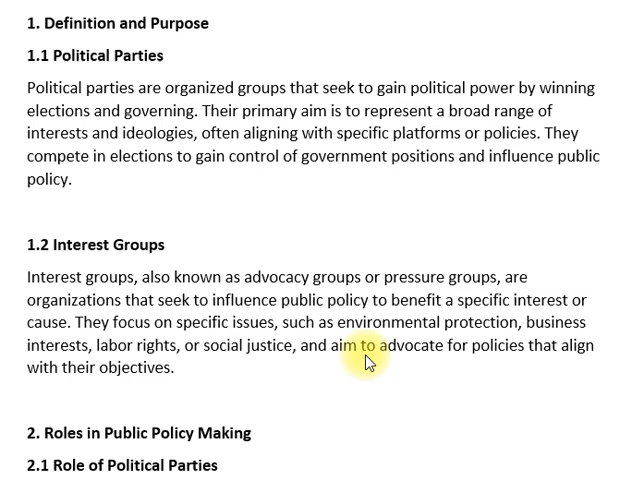 1. Definition and Purpose
1.1 Political Parties
Political parties are organized groups that seek to gain political power by winning
elections and governing. Their primary aim is to represent a broad range of
interests and ideologies, often aligning with specific platforms or policies. They
compete in elections to gain control of government positions and influence public
policy.
1.2 Interest Groups
Interest groups, also known as advocacy groups or pressure groups, are
organizations that seek to influence public policy to benefit a specific interest or
cause. They focus on specific issues, such as environmental protection, business
interests, labor rights, or social justice, and aim to advocate for policies that align
with their objectives.
2. Roles in Public Policy Making
2.1 Role of Political Parties